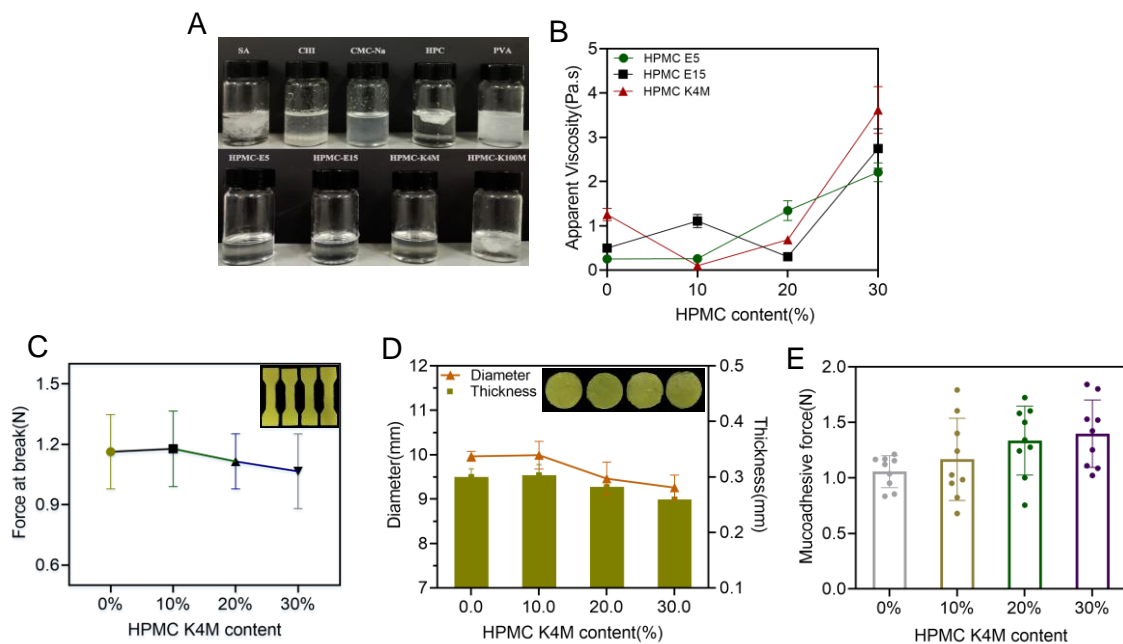 A
SA CHI CMC-Na HPC PVA
HPMC-E5 HPMC-E15 HPMC-K4M HPMC-K100M
B
5
4
3
2
1
0
Apparent Viscosity(Pa.s)
HPMC E5
HPMC E15
HPMC K4M
0 10 20 30
HPMC content(%)
C
1.5
1.2
0.9
0.6
Force at break(N)
0% 10% 20% 30%
HPMC K4M content
D
12
11
10
9
8
7
Diameter(mm)
Diameter
Thickness
0.5
0.4
0.3
0.2
0.1
Thickness(mm)
0.0 10.0 20.0 30.0
HPMC K4M content(%)
E
2.0
1.5
1.0
0.5
0.0
Mucoadhesive force(N)
0% 10% 20% 30%
HPMC K4M content